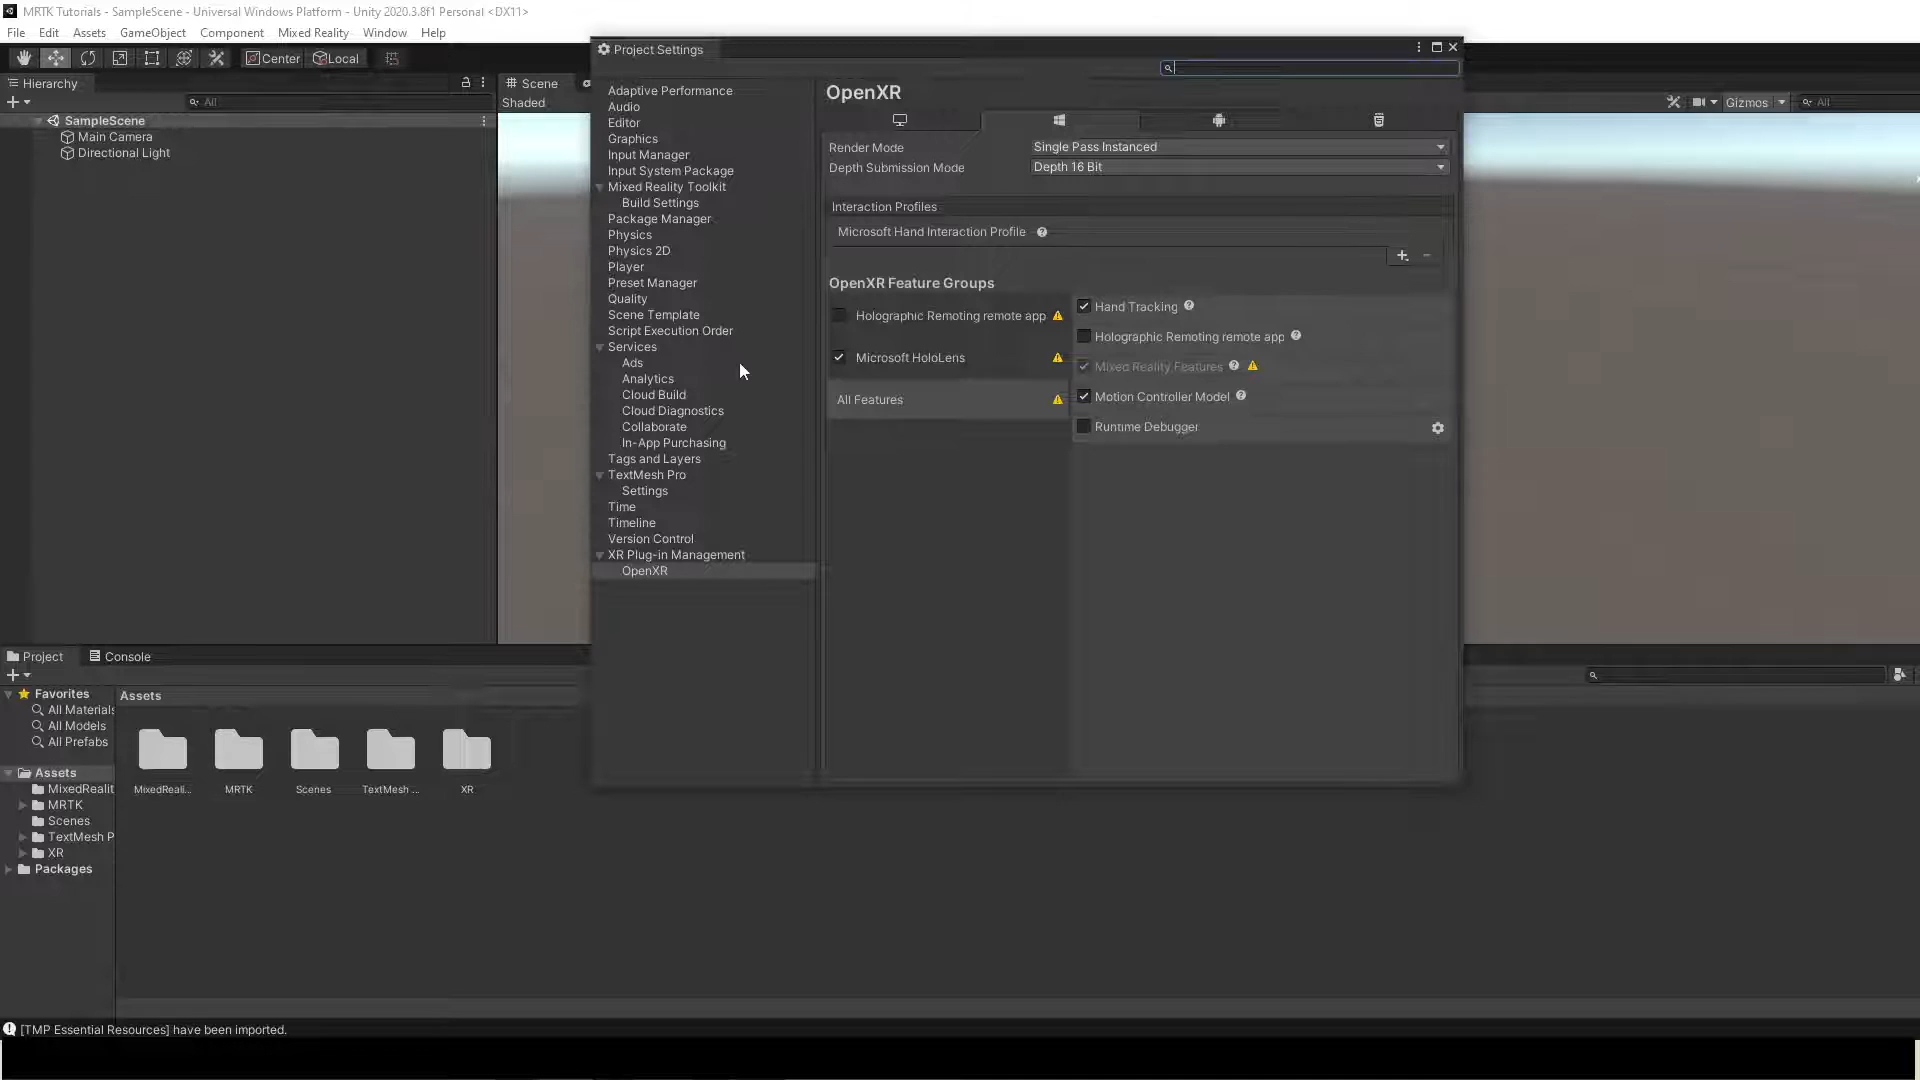 MRTK Tutorials - SampleScene - Universal Windows Platform - Unity 2020.3.8f1 Personal <DX11>
File Edit Assets GameObject Component Mixed Reality Window Help
Center Local
Hierarchy
All
SampleScene
Main Camera
Directional Light
Scene
Shaded
Gizmos
All
Project Settings
Adaptive Performance
Audio
Editor
Graphics
Input Manager
Input System Package
Mixed Reality Toolkit
Build Settings
Package Manager
Physics
Physics 2D
Player
Preset Manager
Quality
Scene Template
Script Execution Order
Services
Ads
Analytics
Cloud Build
Cloud Diagnostics
Collaborate
In-App Purchasing
Tags and Layers
TextMesh Pro
Settings
Time
Timeline
Version Control
XR Plug-in Management
OpenXR
OpenXR
Render Mode Single Pass Instanced
Depth Submission Mode Depth 16 Bit
Interaction Profiles
Microsoft Hand Interaction Profile
OpenXR Feature Groups
Holographic Remoting remote app
Microsoft HoloLens
All Features
Hand Tracking
Holographic Remoting remote app
Mixed Reality Features
Motion Controller Model
Runtime Debugger
Project Console
Favorites
All Materials
All Models
All Prefabs
Assets
MixedRealit
MRTK
Scenes
TextMesh P
XR
Packages
Assets
MixedReali... MRTK Scenes TextMesh ... XR
[TMP Essential Resources] have been imported.